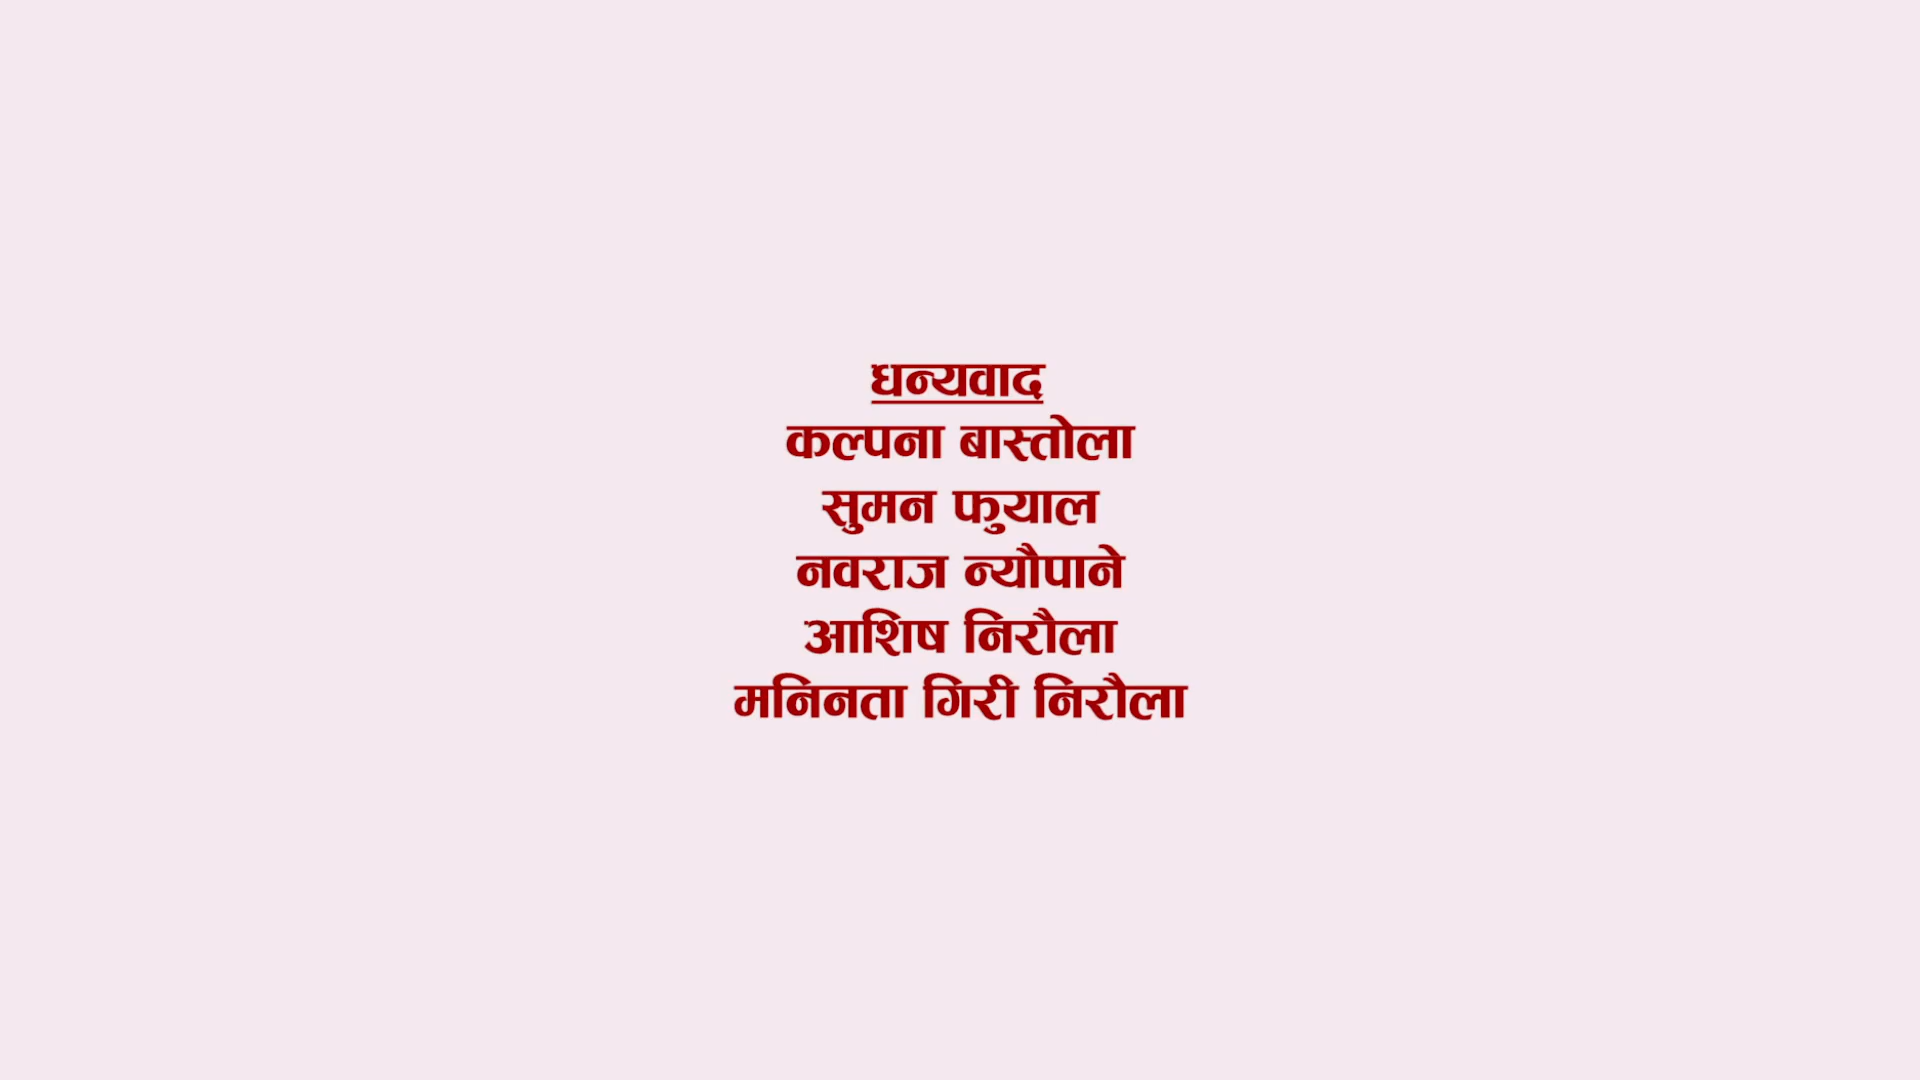 धन्यवाद
कल्पना बास्तोला
सुमन फुयाल
नवराज न्यौपाने
आशिष निरौला
मनिनता गिरी निरौला